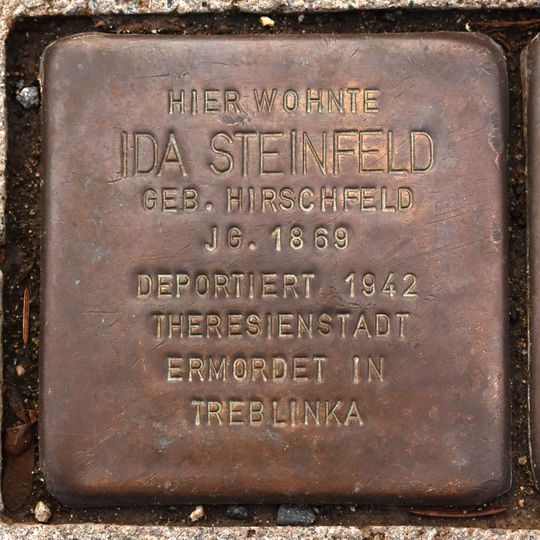 HIER WOHNTE
IDA STEINFELD
GEB. HIRSCHFELD
JG. 1869
DEPORTIERT 1942
THERESIENSTADT
ERMORDET IN
TREBLINKA